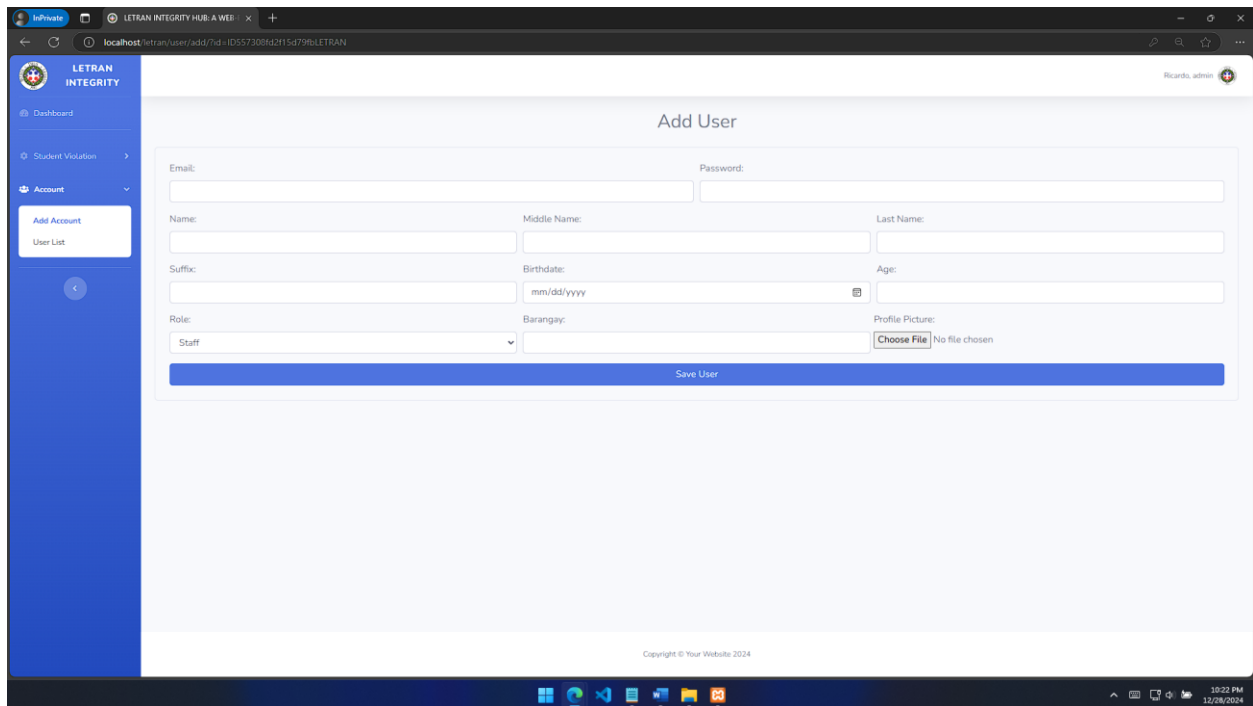 InPrivate
LETRAN INTEGRITY HUB: A WEB-
localhost/letran/user/add/?id=ID557308fd2f15d79fbLETRAN
LETRAN
INTEGRITY
Ricardo, admin
Dashboard
Add User
Student Violation
Account
Add Account
User List
Email: Password:
Name: Middle Name: Last Name:
Suffix: Birthdate: Age:
mm/dd/yyyy
Role: Barangay: Profile Picture:
Staff Choose File No file chosen
Save User
Copyright © Your Website 2024
10:22 PM
12/28/2024